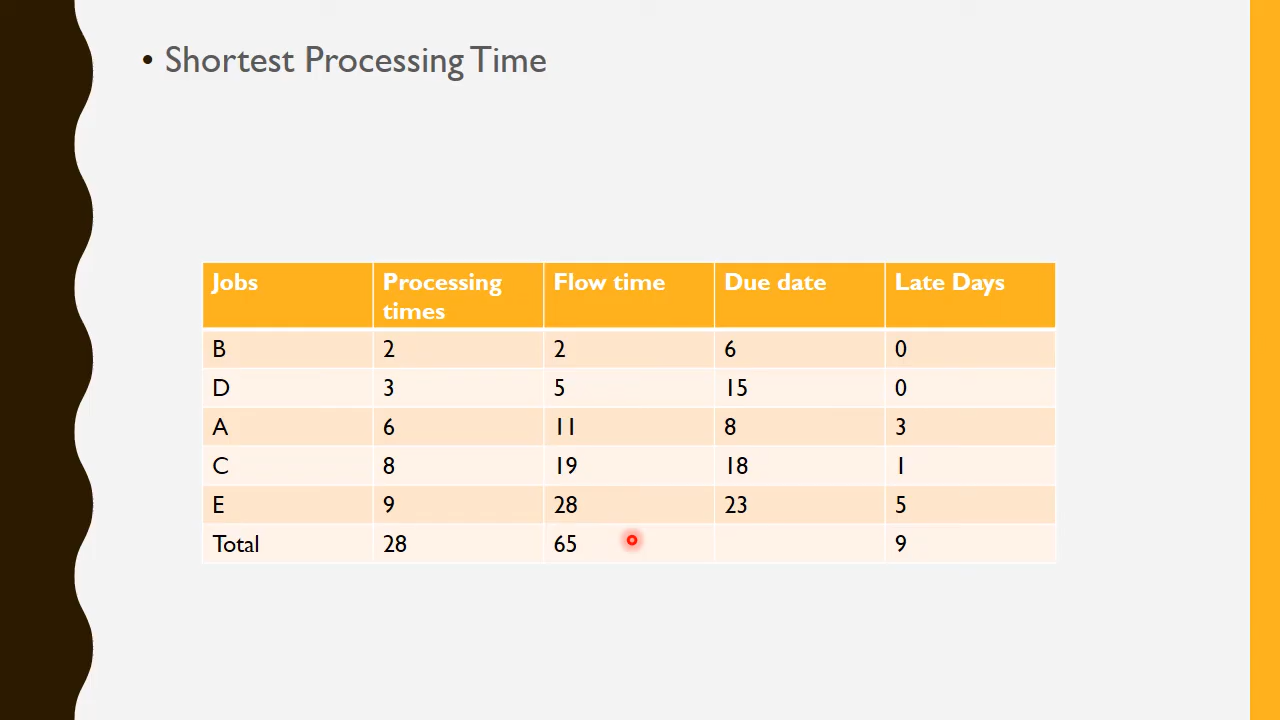 • Shortest Processing Time
Jobs Processing times Flow time Due date Late Days
B 2 2 6 0
D 3 5 15 0
A 6 11 8 3
C 8 19 18 1
E 9 28 23 5
Total 28 65 9